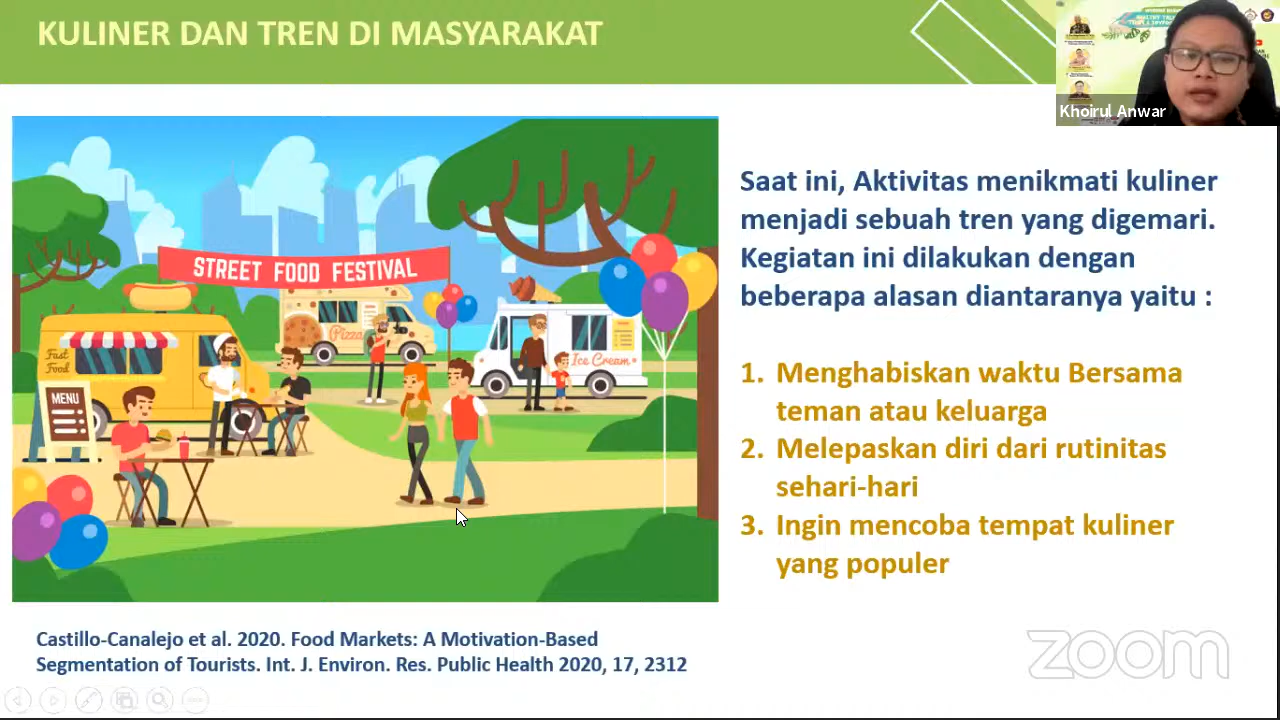 KULINER DAN TREN DI MASYARAKAT
Khoirul Anwar
STREET FOOD FESTIVAL
Pizza
Ice Cream
Fast
Food
MENU
Saat ini, Aktivitas menikmati kuliner
menjadi sebuah tren yang digemari.
Kegiatan ini dilakukan dengan
beberapa alasan diantaranya yaitu :
1. Menghabiskan waktu Bersama
teman atau keluarga
2. Melepaskan diri dari rutinitas
sehari-hari
3. Ingin mencoba tempat kuliner
yang populer
Castillo-Canalejo et al. 2020. Food Markets: A Motivation-Based
Segmentation of Tourists. Int. J. Environ. Res. Public Health 2020, 17, 2312
zoom